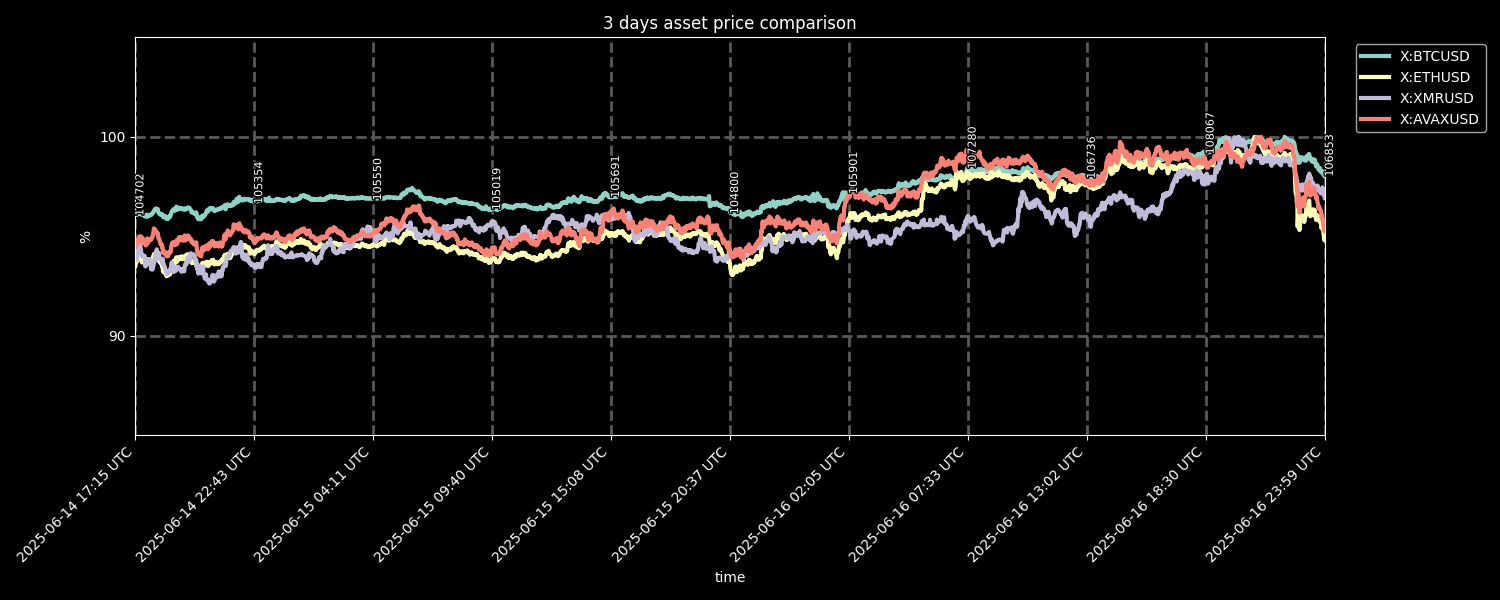 3 days asset price comparison
X:BTCUSD
X:ETHUSD
X:XMRUSD
X:AVAXUSD
100
90
%
104702
105354
105550
105019
105691
104800
105901
107280
106736
108067
106853
2025-06-14 17:15 UTC
2025-06-14 22:43 UTC
2025-06-15 04:11 UTC
2025-06-15 09:40 UTC
2025-06-15 15:08 UTC
2025-06-15 20:37 UTC
2025-06-16 02:05 UTC
2025-06-16 07:33 UTC
2025-06-16 13:02 UTC
2025-06-16 18:30 UTC
2025-06-16 23:59 UTC
time